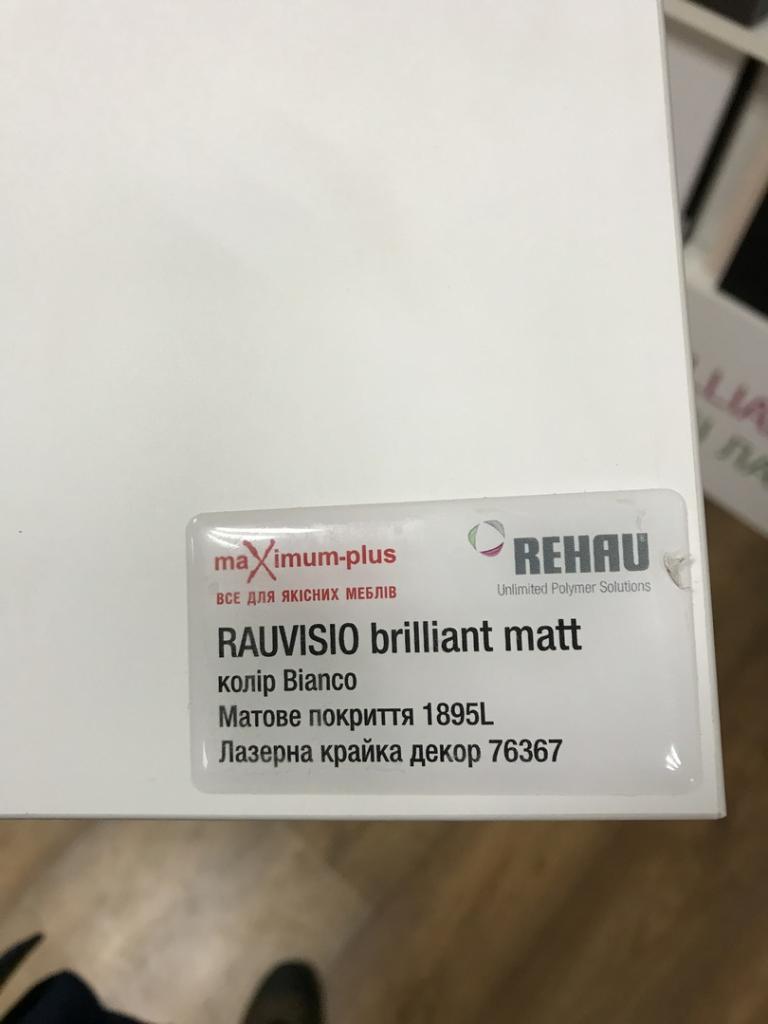 maXimum-plus
ВСЕ ДЛЯ ЯКІСНИХ МЕБЛІВ
REHAU
Unlimited Polymer Solutions
RAUVISIO brilliant matt
колір Bianco
Матове покриття 1895L
Лазерна крайка декор 76367